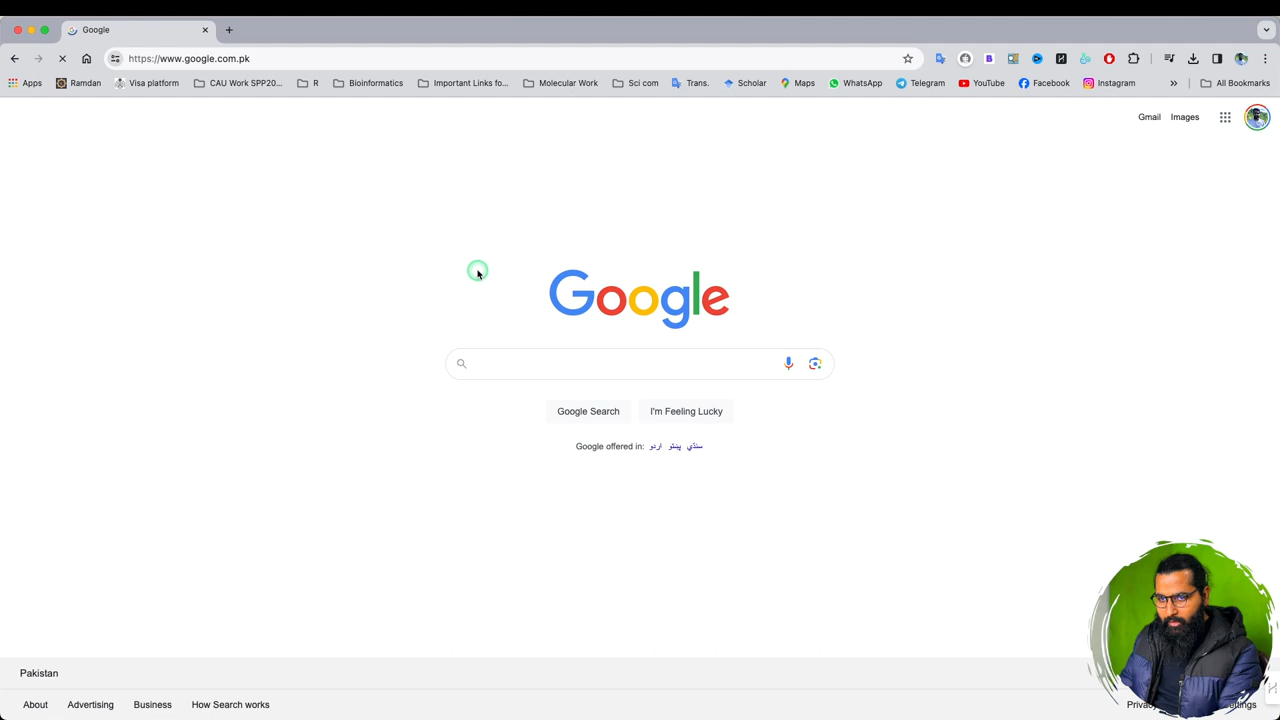 Google
https://www.google.com.pk
Apps Ramdan Visa platform CAU Work SPP20... R Bioinformatics Important Links fo... Molecular Work Sci com Trans. Scholar Maps WhatsApp Telegram YouTube Facebook Instagram » All Bookmarks
Gmail Images
Google
Google Search I'm Feeling Lucky
Google offered in: اردو پښتو سنڌي
Pakistan
About Advertising Business How Search works